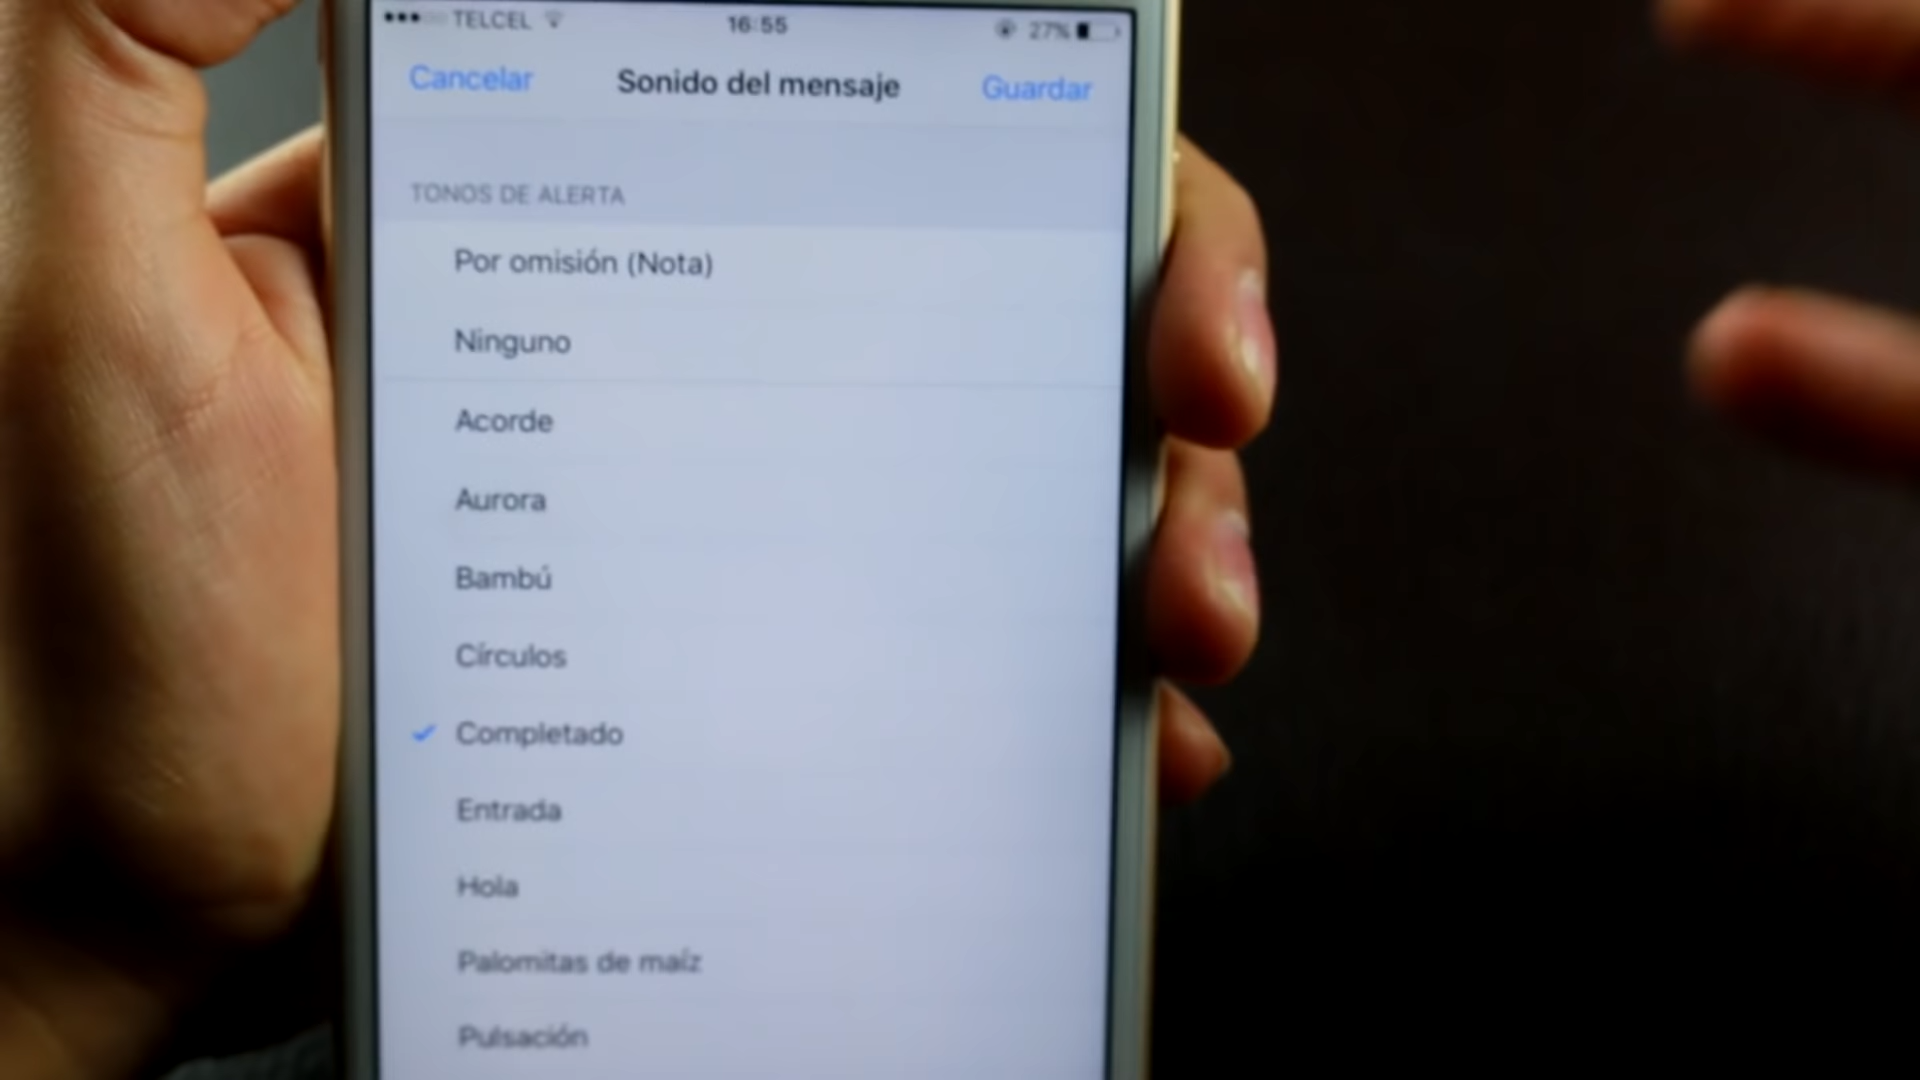 TELCEL 16:55 27%
Cancelar Sonido del mensaje Guardar
TONOS DE ALERTA
Por omisión (Nota)
Ninguno
Acorde
Aurora
Bambú
Círculos
Completado
Entrada
Hola
Palomitas de maíz
Pulsación